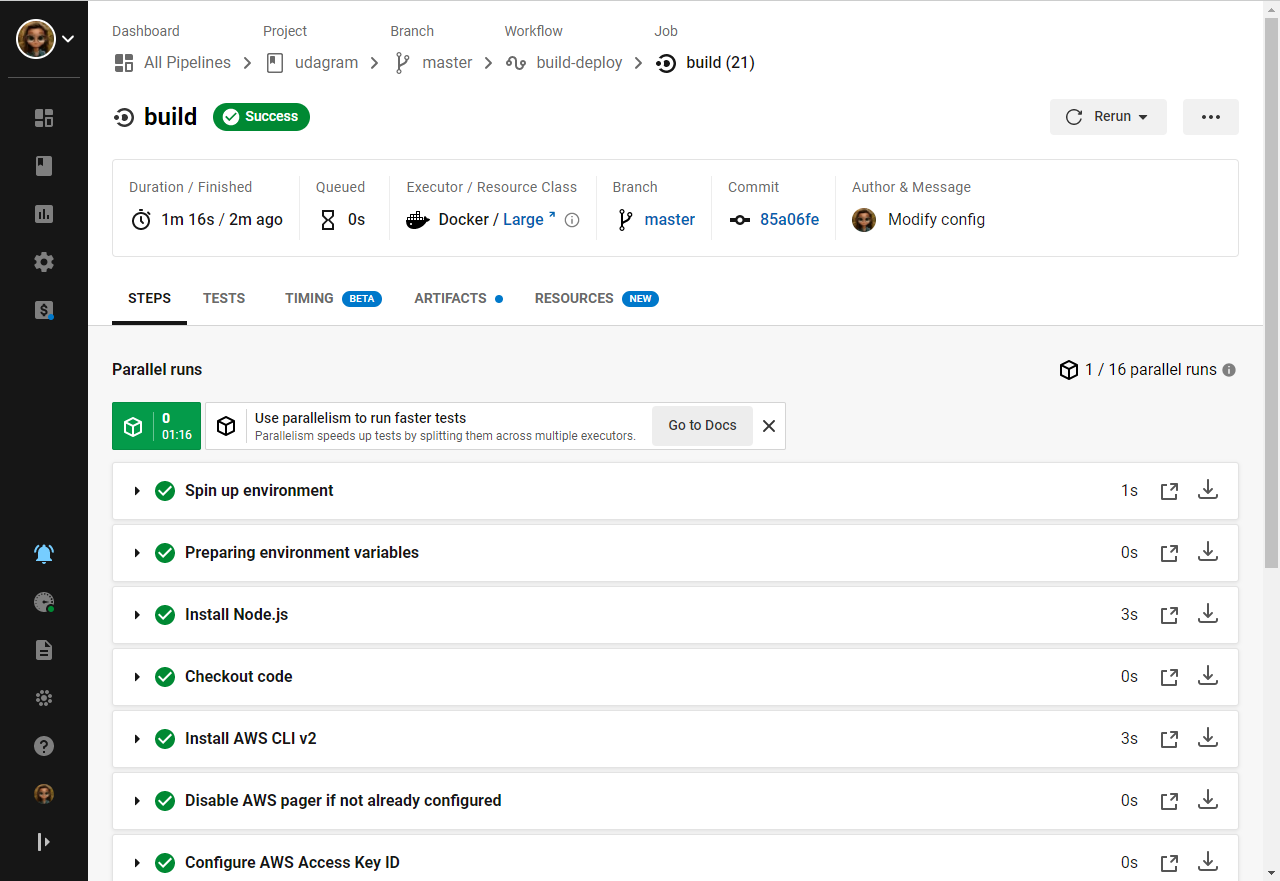 Dashboard Project Branch Workflow Job
All Pipelines udagram master build-deploy build (21)
build Success Rerun
Duration / Finished Queued Executor / Resource Class Branch Commit Author & Message
1m 16s / 2m ago 0s Docker / Large master 85a06fe Modify config
STEPS TESTS TIMING BETA ARTIFACTS RESOURCES NEW
Parallel runs 1 / 16 parallel runs
0
01:16
Use parallelism to run faster tests
Parallelism speeds up tests by splitting them across multiple executors.
Go to Docs
Spin up environment 1s
Preparing environment variables 0s
Install Node.js 3s
Checkout code 0s
Install AWS CLI v2 3s
Disable AWS pager if not already configured 0s
Configure AWS Access Key ID 0s